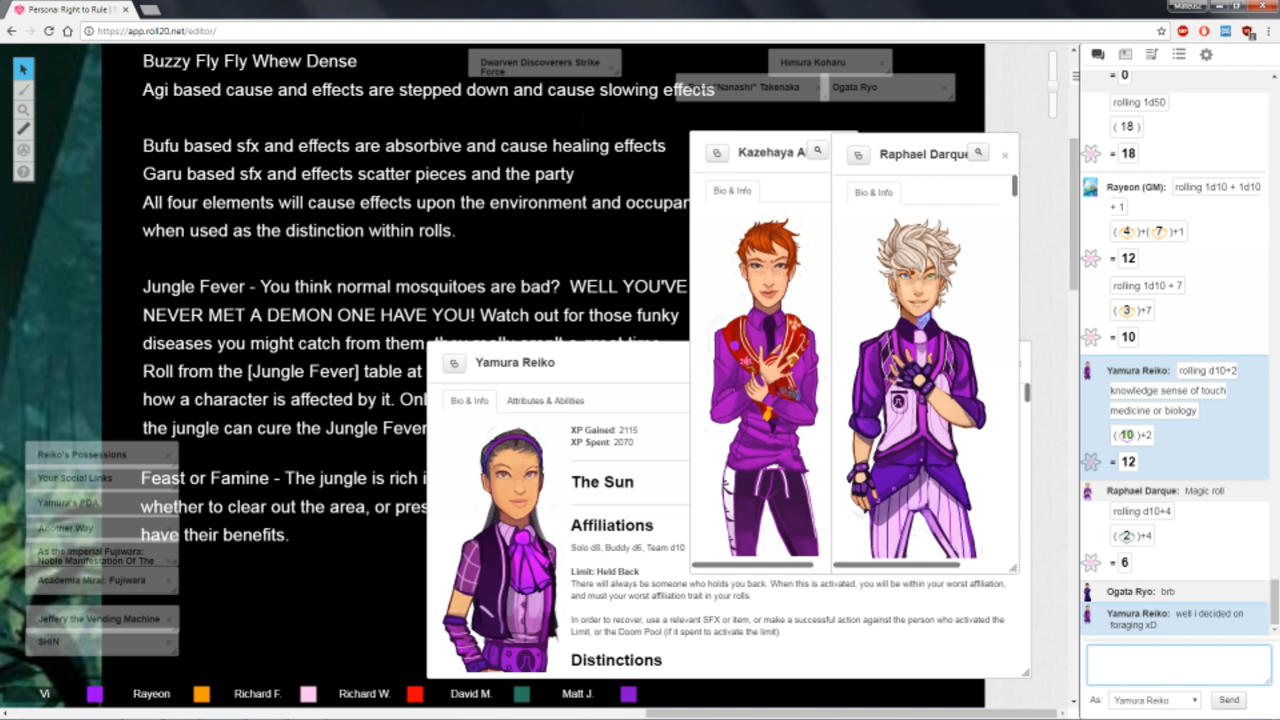 Persona: Right to Rule |
Mateusz
https://app.roll20.net/editor/
Buzzy Fly Fly Whew Dense
Agi based cause and effects are stepped down and cause slowing effects
Bufu based sfx and effects are absorbive and cause healing effects
Garu based sfx and effects scatter pieces and the party
All four elements will cause effects upon the environment and occupan
when used as the distinction within rolls.
Jungle Fever - You think normal mosquitoes are bad?  WELL YOU'VE
NEVER MET A DEMON ONE HAVE YOU! Watch out for those funky
diseases you might catch from them, they really aren't a great time.
Roll from the [Jungle Fever] table at
how a character is affected by it. Onl
the jungle can cure the Jungle Fever
Feast or Famine - The jungle is rich i
whether to clear out the area, or pres
have their benefits.
Dwarven Discoverers Strike
Force
Himura Koharu
"Nanashi" Takenaka
Ogata Ryo
Kazehaya A
Bio & Info
Raphael Darque
Bio & Info
Yamura Reiko
Bio & Info
Attributes & Abilities
XP Gained: 2115
XP Spent: 2070
The Sun
Affiliations
Solo d8, Buddy d6, Team d10
Limit: Held Back
There will always be someone who holds you back. When this is activated, you will be within your worst affiliation,
and must your worst affiliation trait in your rolls.
In order to recover, use a relevant SFX or item, or make a successful action against the person who activated the
Limit, or the Doom Pool (if it spent to activate the limit).
Distinctions
Reiko's Possessions
Your Social Links
Yamura's PDA
Another Way
As the Imperial Fujiwara:
Noble Manifestation Of The
Academia Mirai: Fujiwara
Jeffery the Vending Machine
SHIN
Vi
Rayeon
Richard F.
Richard W.
David M.
Matt J.
= 0
rolling 1d50
(18)
= 18
Rayeon (GM): rolling 1d10 + 1d10
+ 1
(4)+(7)+1
= 12
rolling 1d10 + 7
(3)+7
= 10
Yamura Reiko: rolling d10+2
knowledge sense of touch
medicine or biology
(10)+2
= 12
Raphael Darque: Magic roll
rolling d10+4
(2)+4
= 6
Ogata Ryo: brb
Yamura Reiko: well i decided on
foraging xD
As: Yamura Reiko
Send